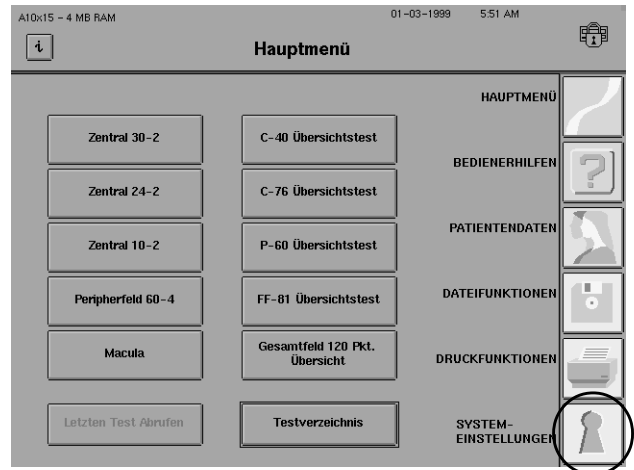 A10x15 - 4 MB RAM
01-03-1999 5:51 AM
i
Hauptmenü
HAUPTMENÜ
Zentral 30-2
C-40 Übersichtstest
BEDIENERHILFEN
?
Zentral 24-2
C-76 Übersichtstest
PATIENTENDATEN
Zentral 10-2
P-60 Übersichtstest
DATEIFUNKTIONEN
Peripherfeld 60-4
FF-81 Übersichtstest
DRUCKFUNKTIONEN
Macula
Gesamtfeld 120 Pkt.
Übersicht
Letzten Test Abrufen
Testverzeichnis
SYSTEM-
EINSTELLUNGEN